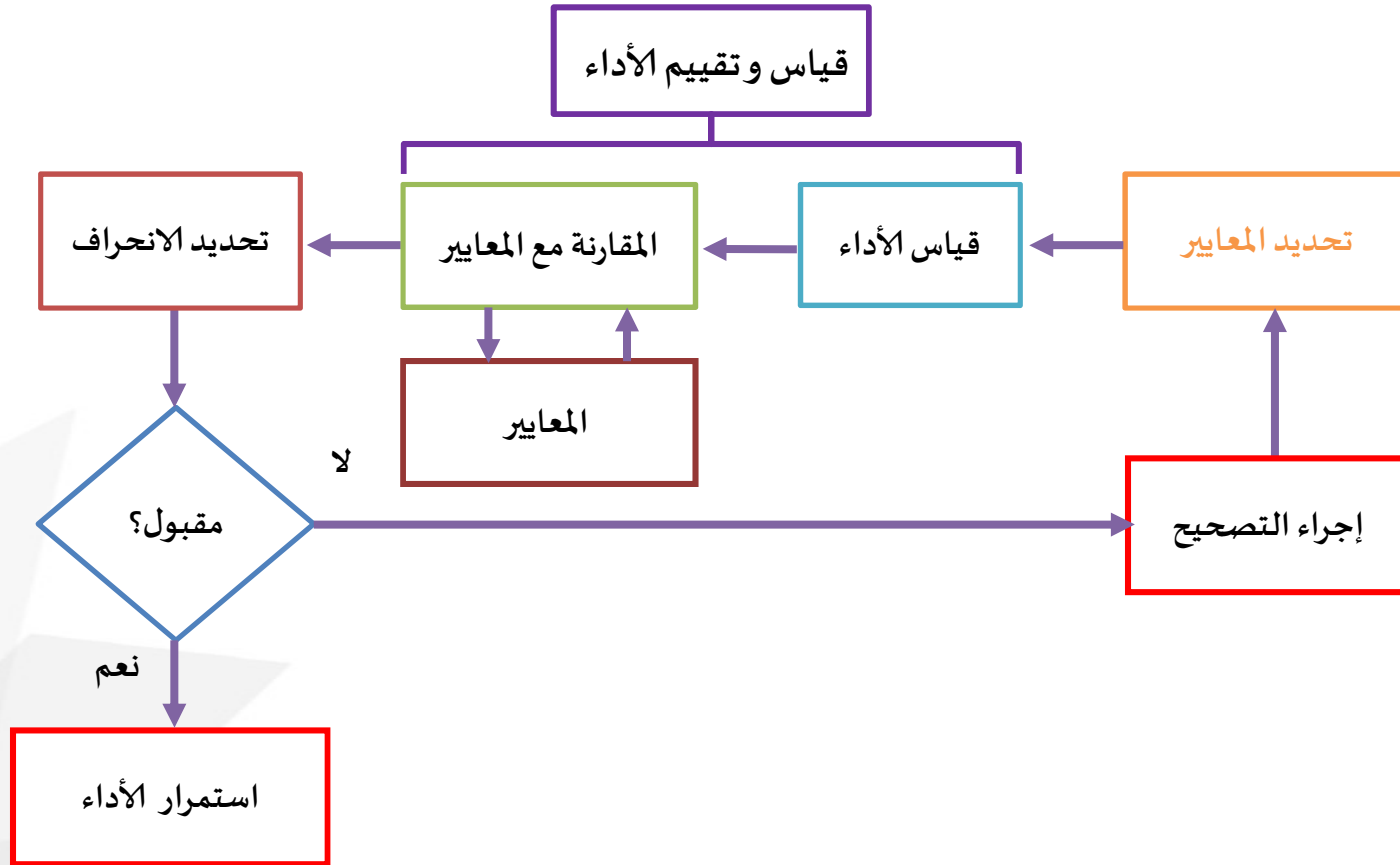 قياس وتقييم الأداء
تحديد المعايير
قياس الأداء
المقارنة مع المعايير
تحديد الانحراف
المعايير
لا
مقبول؟
إجراء التصحيح
نعم
استمرار الأداء